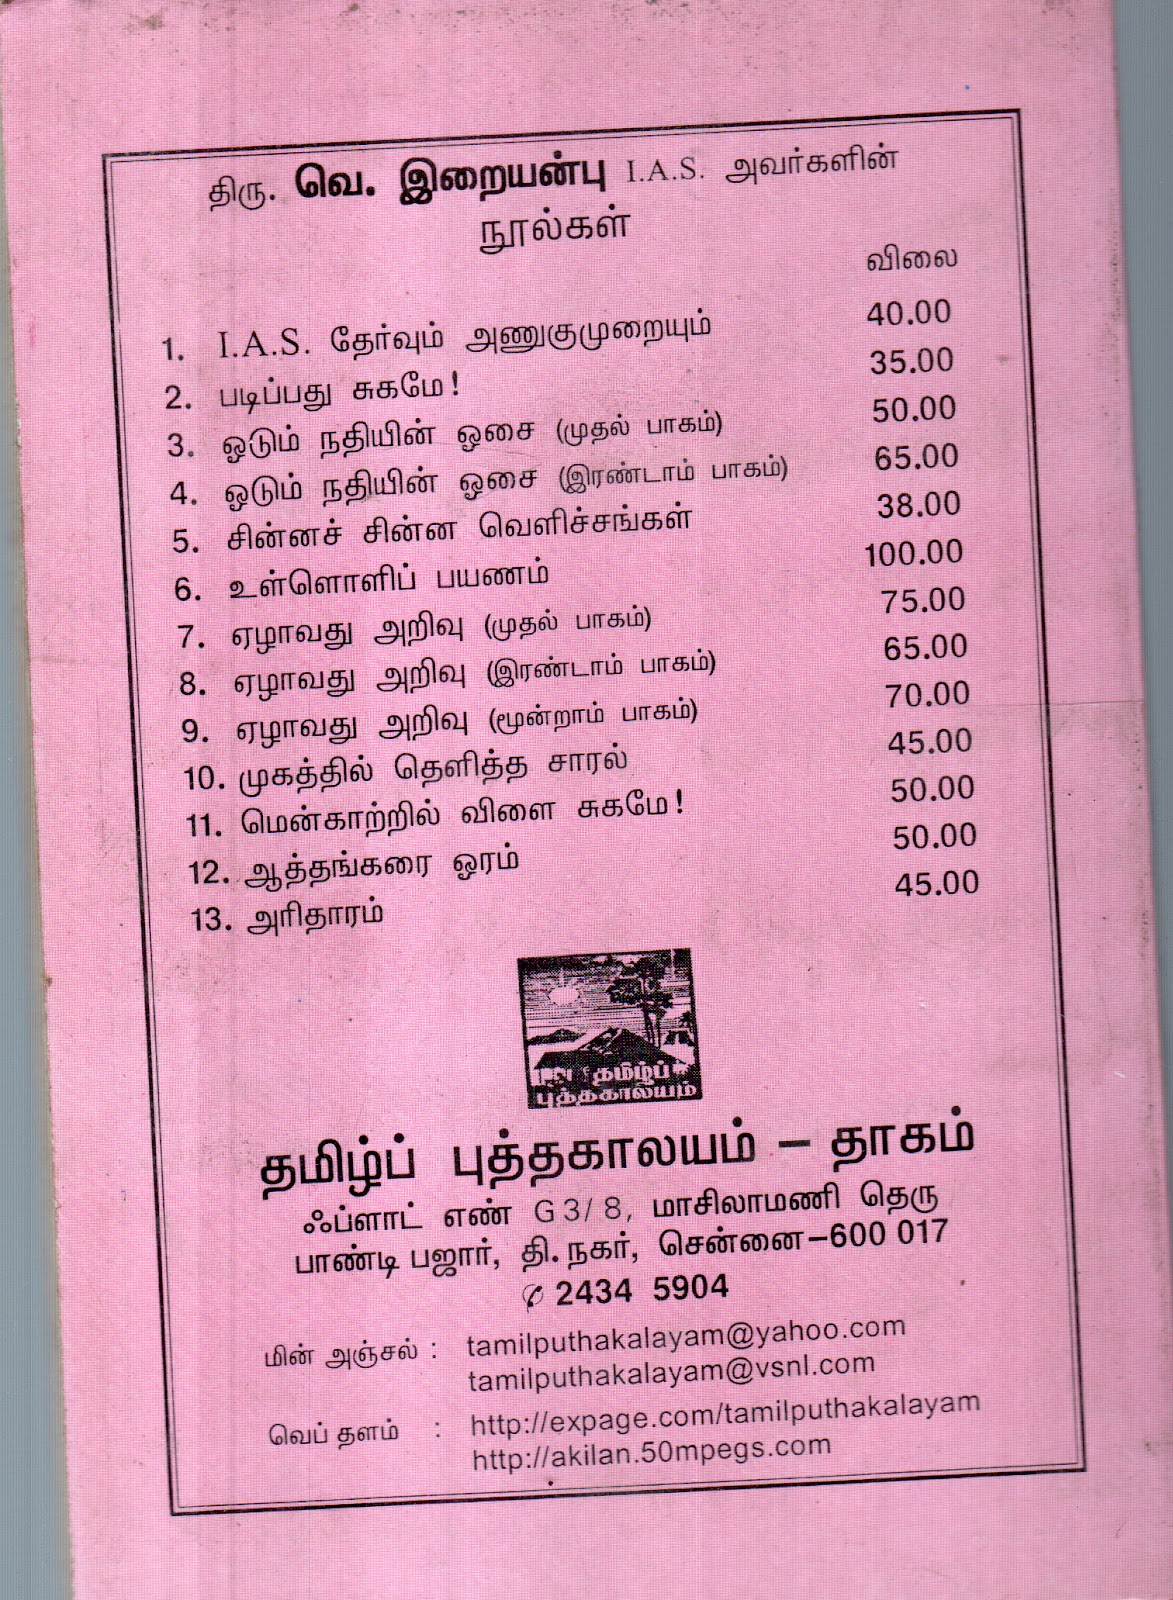 திரு. வெ. இறையன்பு I.A.S. அவர்களின்
நூல்கள்
விலை
1. I.A.S. தேர்வும் அணுகுமுறையும் 40.00
2. படிப்பது சுகமே! 35.00
3. ஓடும் நதியின் ஓசை (முதல் பாகம்) 50.00
4. ஓடும் நதியின் ஓசை (இரண்டாம் பாகம்) 65.00
5. சின்னச் சின்ன வெளிச்சங்கள் 38.00
6. உள்ளொளிப் பயணம் 100.00
7. ஏழாவது அறிவு (முதல் பாகம்) 75.00
8. ஏழாவது அறிவு (இரண்டாம் பாகம்) 65.00
9. ஏழாவது அறிவு (மூன்றாம் பாகம்) 70.00
10. முகத்தில் தெளித்த சாரல் 45.00
11. மென்காற்றில் விளை சுகமே! 50.00
12. ஆத்தங்கரை ஓரம் 50.00
13. அரிதாரம் 45.00
தமிழ்ப்
புத்தகாலயம்
தமிழ்ப் புத்தகாலயம் – தாகம்
ஃப்ளாட் எண் G 3/ 8, மாசிலாமணி தெரு
பாண்டி பஜார், தி. நகர், சென்னை–600 017
✆ 2434 5904
மின் அஞ்சல் : tamilputhakalayam@yahoo.com
tamilputhakalayam@vsnl.com
வெப் தளம் : http://expage.com/tamilputhakalayam
http://akilan.50mpegs.com